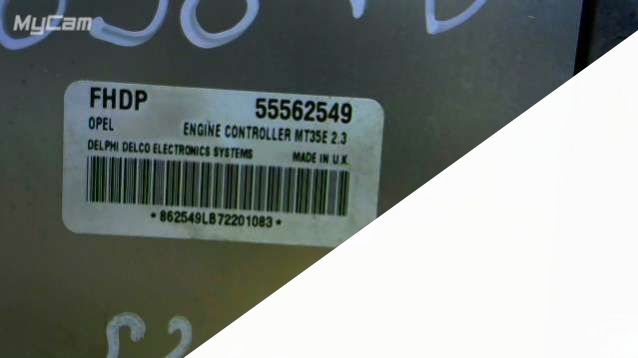 MyCam
FHDP 55562549
OPEL ENGINE CONTROLLER MT35E 2.3
DELPHI DELCO ELECTRONICS SYSTEMS MADE IN U.K
*862549LB72201083*